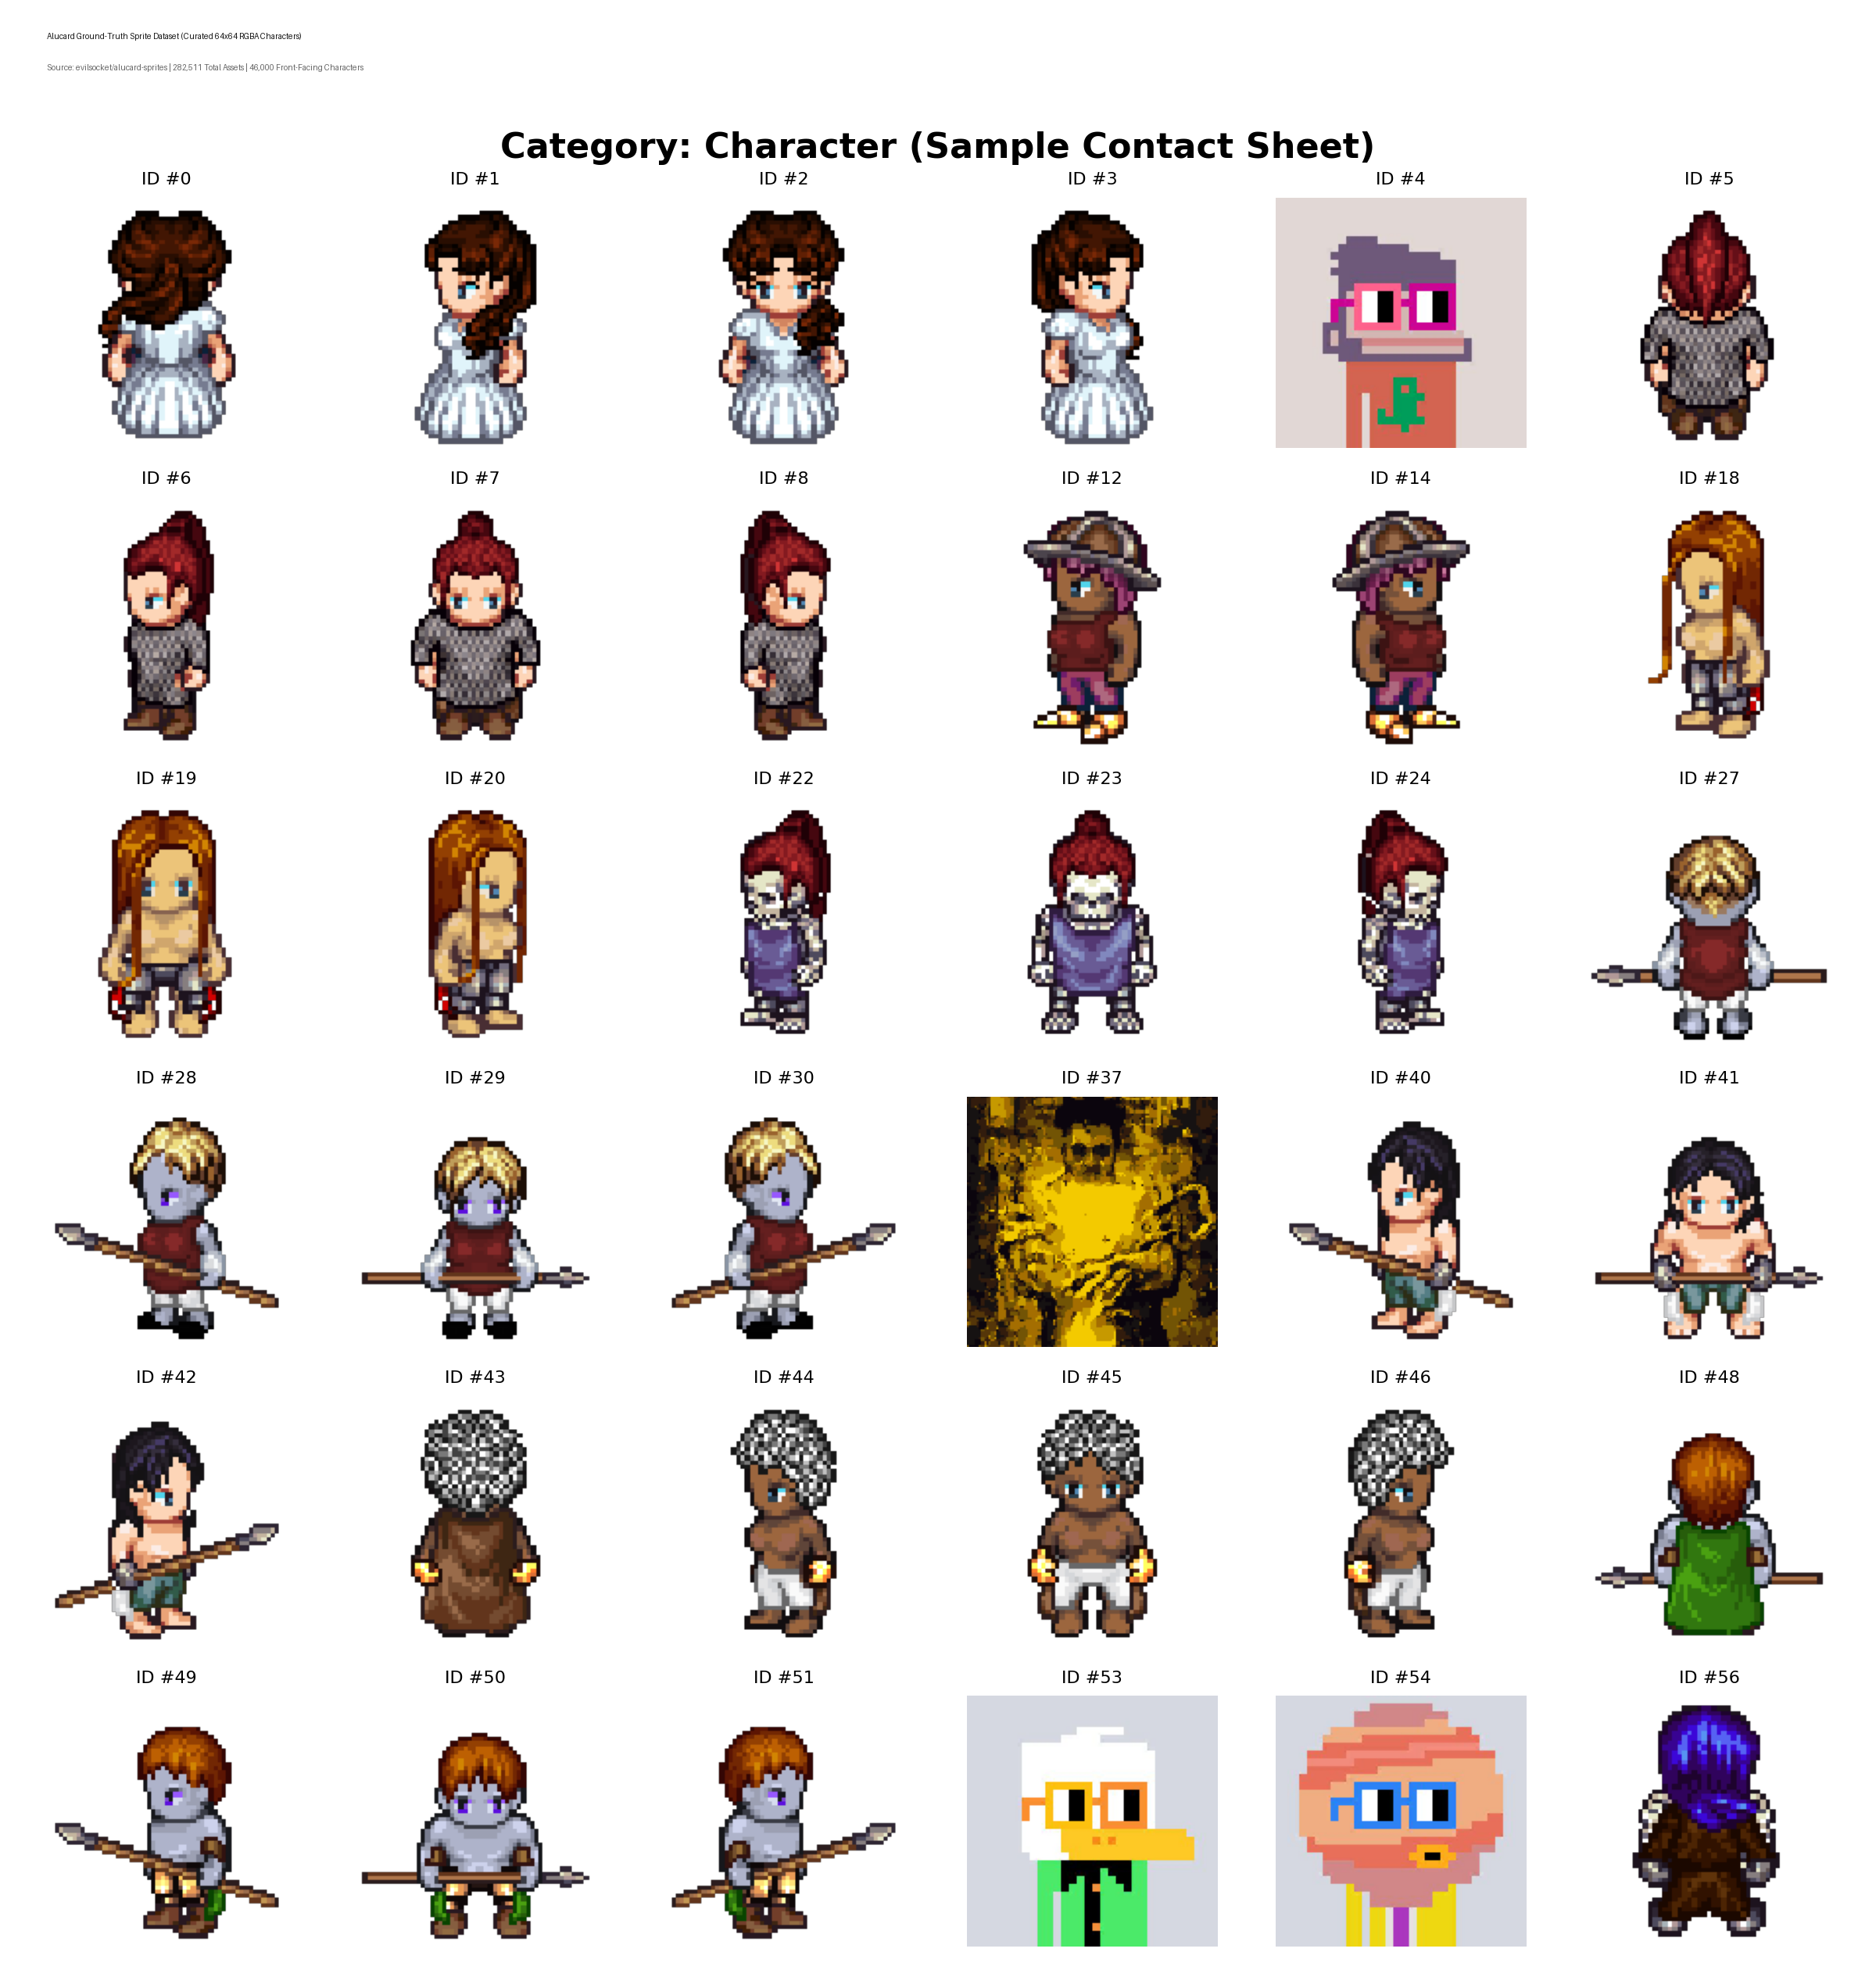 Alucard Ground-Truth Sprite Dataset (Curated 64x64 RGBA Characters)
Source: evilsocket/alucard-sprites | 282,511 Total Assets | 46,000 Front-Facing Characters
Category: Character (Sample Contact Sheet)
ID #0 ID #1 ID #2 ID #3 ID #4 ID #5
ID #6 ID #7 ID #8 ID #12 ID #14 ID #18
ID #19 ID #20 ID #22 ID #23 ID #24 ID #27
ID #28 ID #29 ID #30 ID #37 ID #40 ID #41
ID #42 ID #43 ID #44 ID #45 ID #46 ID #48
ID #49 ID #50 ID #51 ID #53 ID #54 ID #56